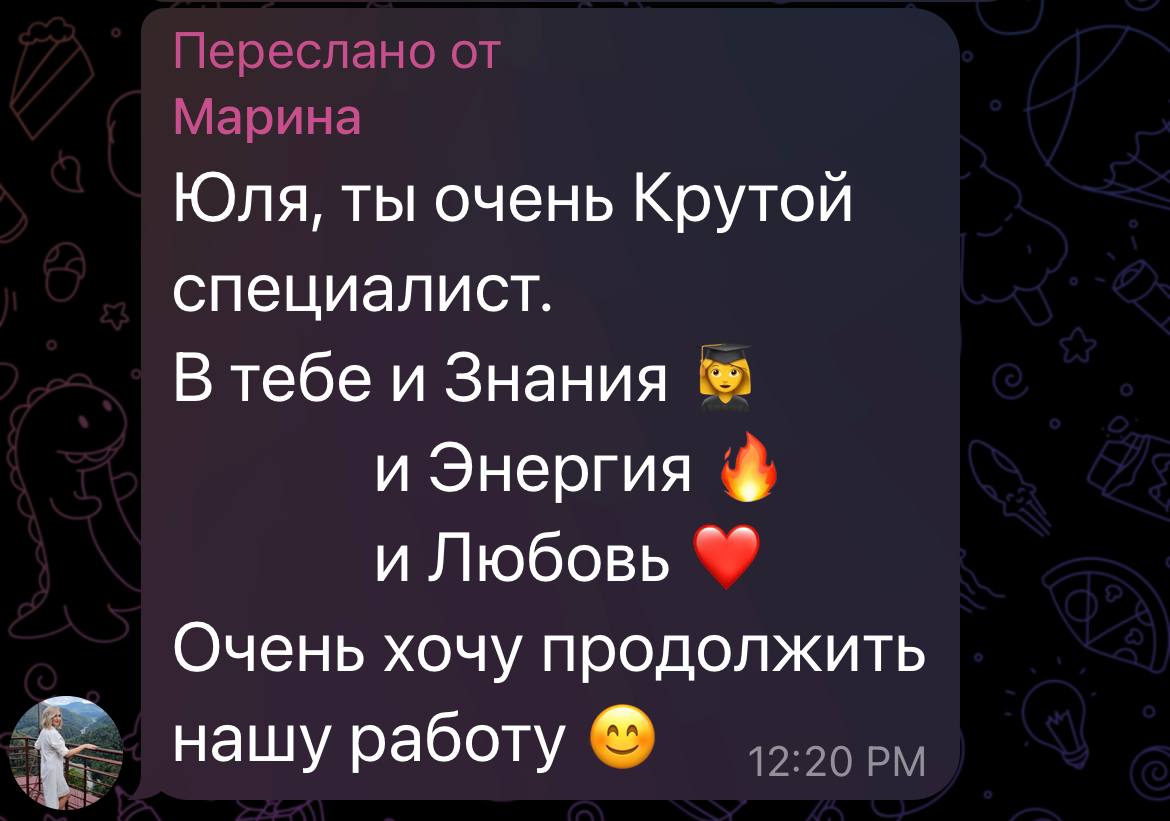 Переслано от
Марина
Юля, ты очень Крутой
специалист.
В тебе и Знания 👩‍🎓
и Энергия 🔥
и Любовь ❤️
Очень хочу продолжить
нашу работу 😊
12:20 PM